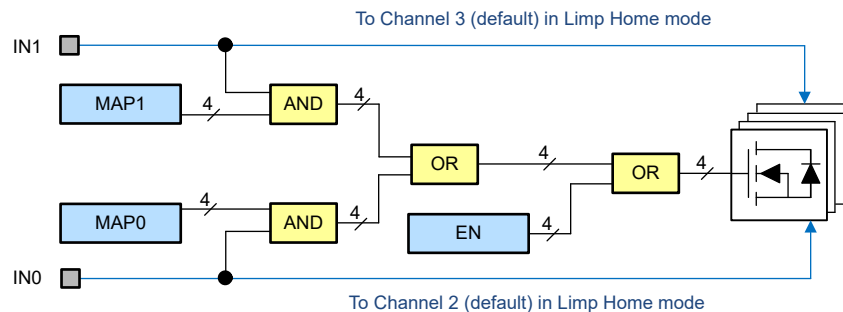 To Channel 3 (default) in Limp Home mode
IN1
MAP1
4
AND
4
OR
4
OR
4
MAP0
4
AND
4
EN
4
IN0
To Channel 2 (default) in Limp Home mode